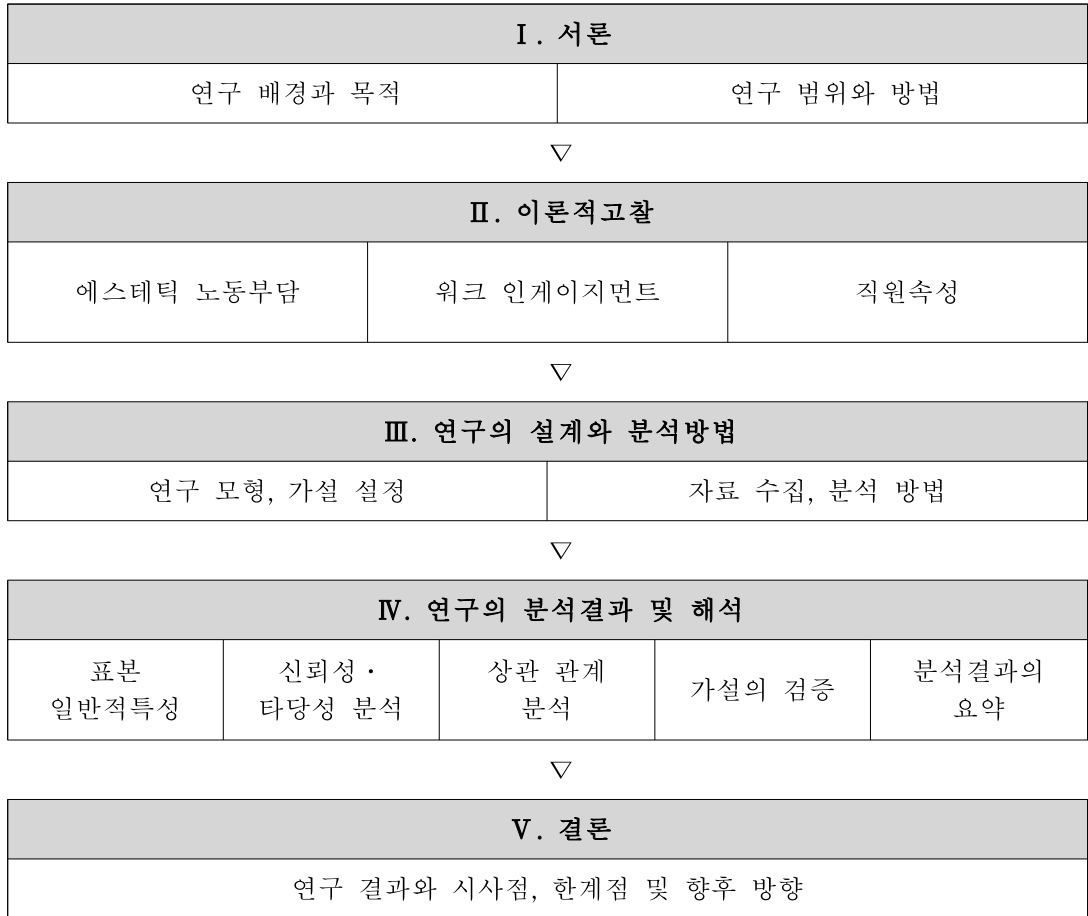 Ⅰ. 서론
연구 배경과 목적 연구 범위와 방법
▽
Ⅱ. 이론적고찰
에스테틱 노동부담 워크 인게이지먼트 직원속성
▽
Ⅲ. 연구의 설계와 분석방법
연구 모형, 가설 설정 자료 수집, 분석 방법
▽
Ⅳ. 연구의 분석결과 및 해석
표본
일반적특성
신뢰성·
타당성 분석
상관 관계
분석
가설의 검증
분석결과의
요약
▽
Ⅴ. 결론
연구 결과와 시사점, 한계점 및 향후 방향